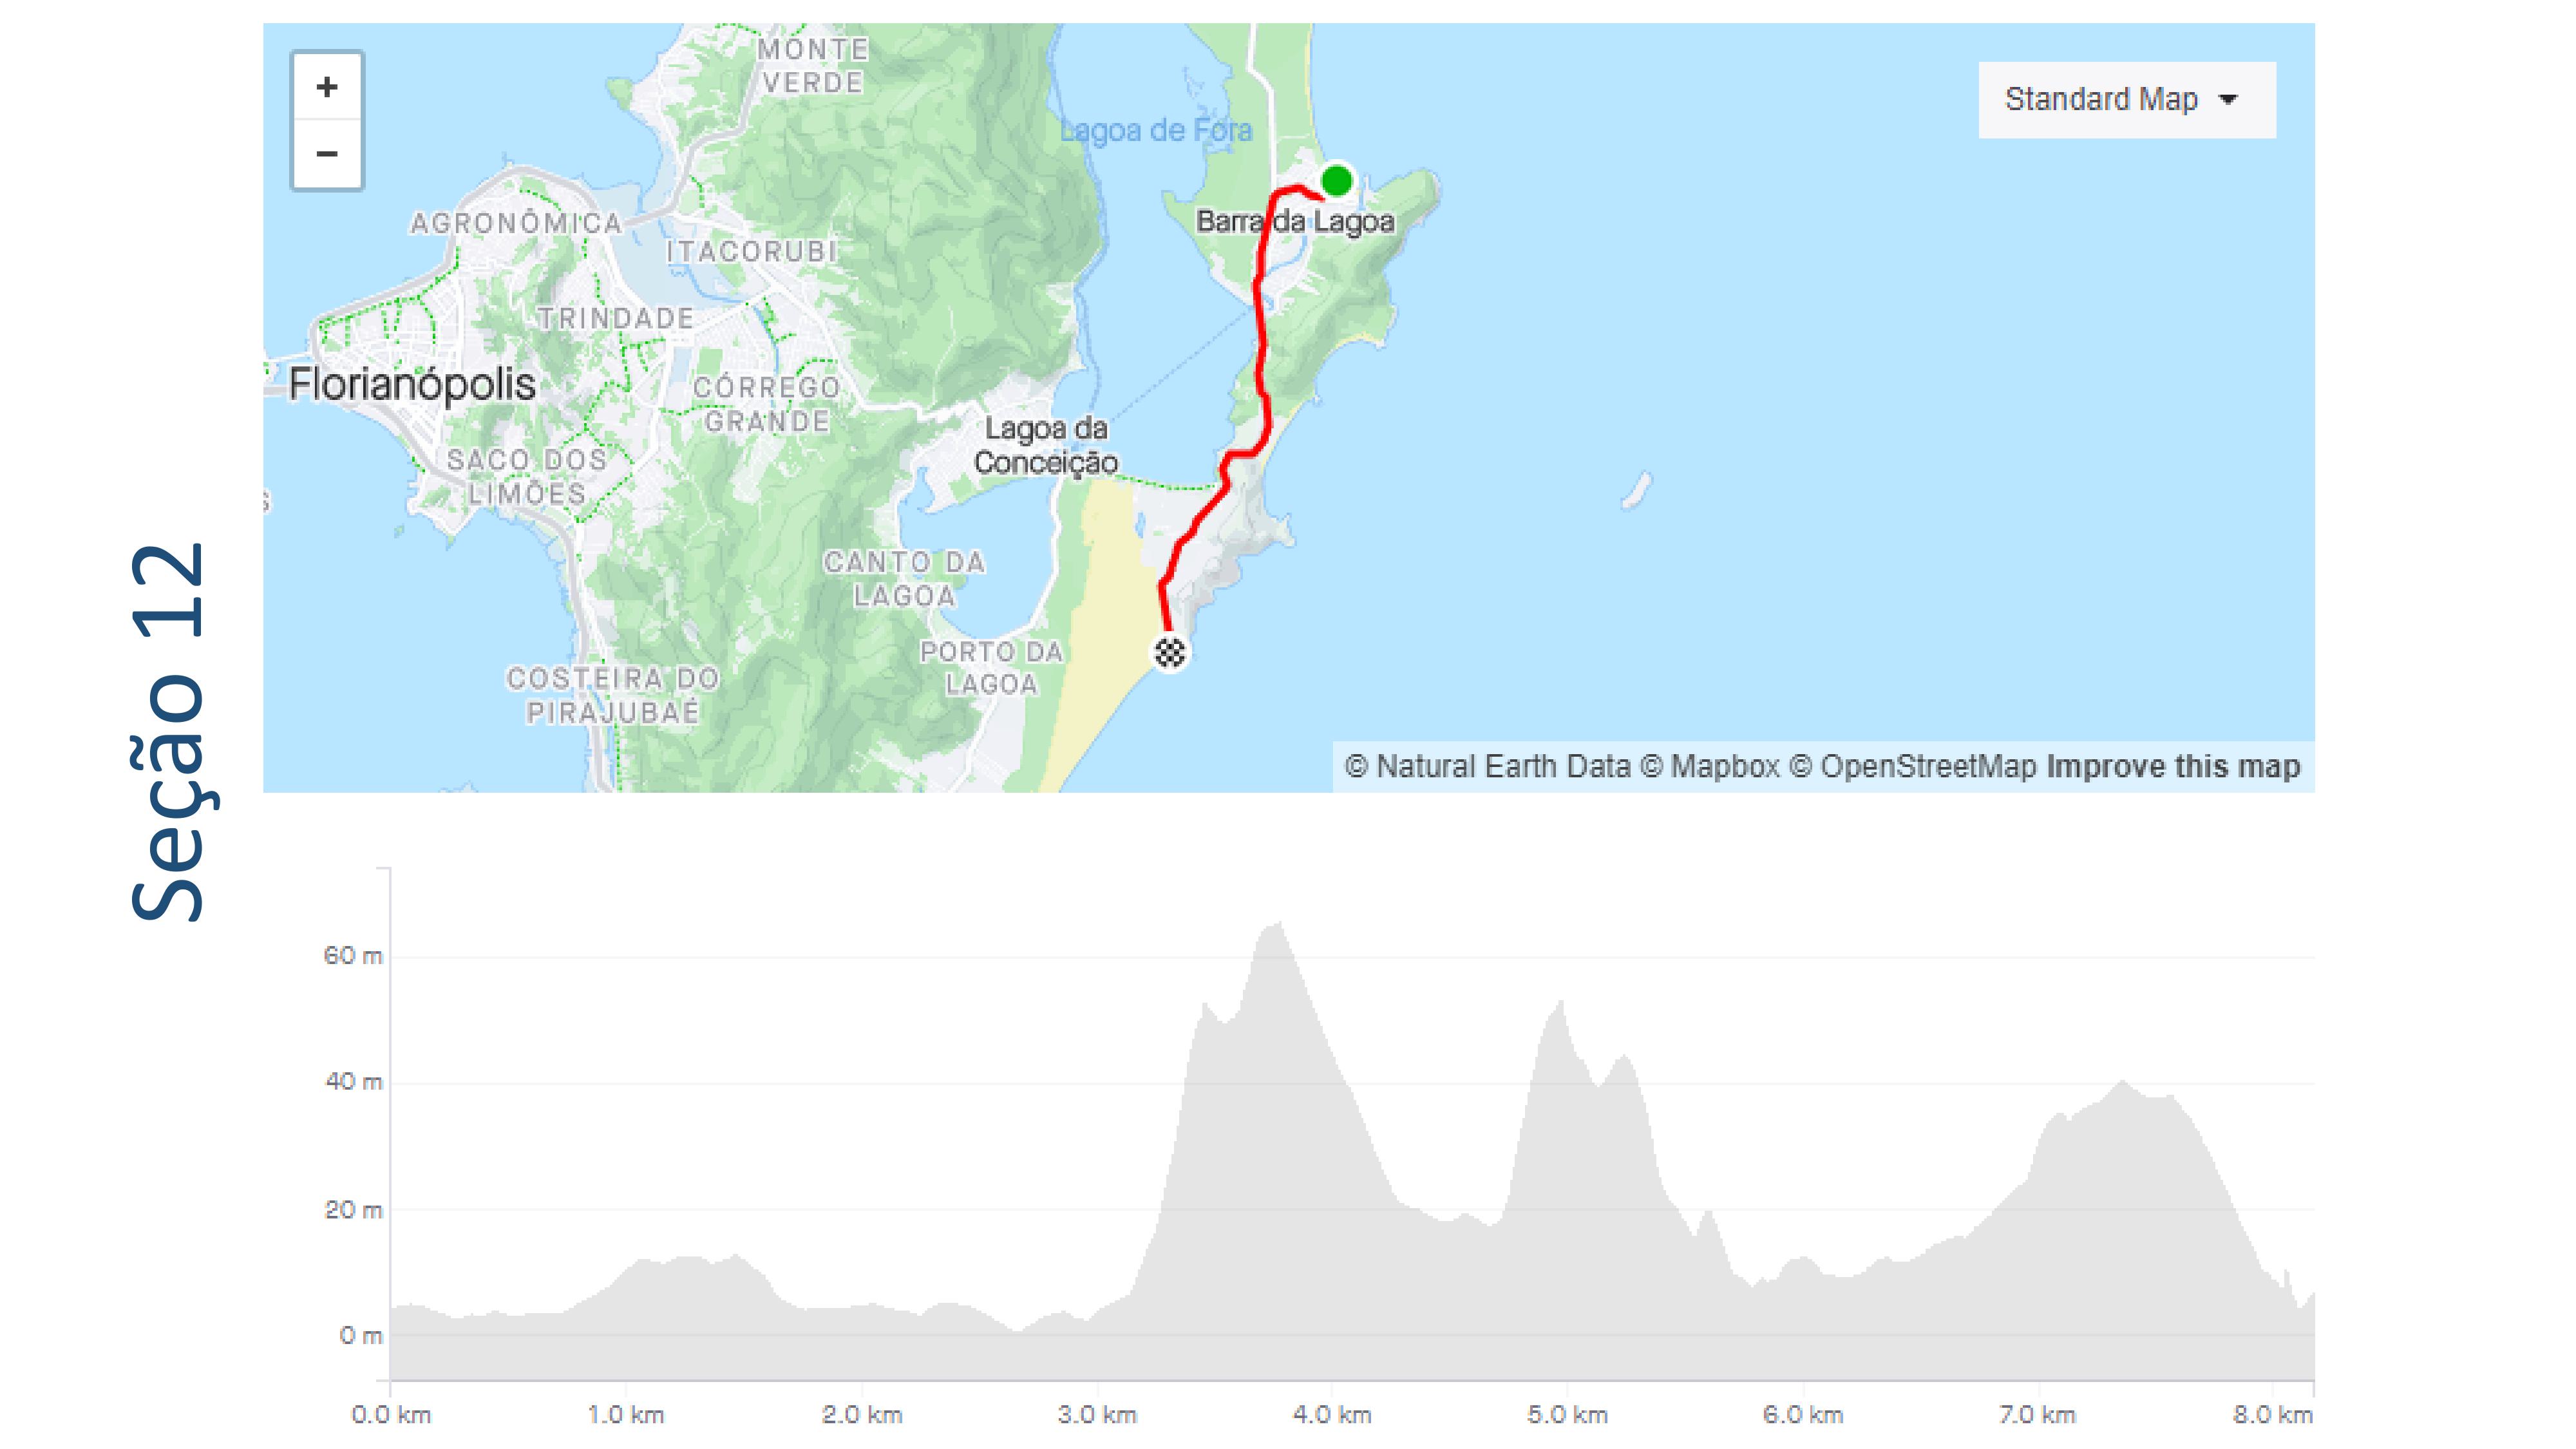 Seção 12
+
−
Standard Map
MONTE
VERDE
Lagoa de Fora
AGRONÔMICA
Barra da Lagoa
ITACORUBI
TRINDADE
Florianópolis
CÓRREGO
GRANDE
Lagoa da
Conceição
SACO DOS
LIMÕES
s
CANTO DA
LAGOA
PORTO DA
LAGOA
COSTEIRA DO
PIRAJUBAÉ
© Natural Earth Data © Mapbox © OpenStreetMap Improve this map
60 m
40 m
20 m
0 m
0.0 km 1.0 km 2.0 km 3.0 km 4.0 km 5.0 km 6.0 km 7.0 km 8.0 km